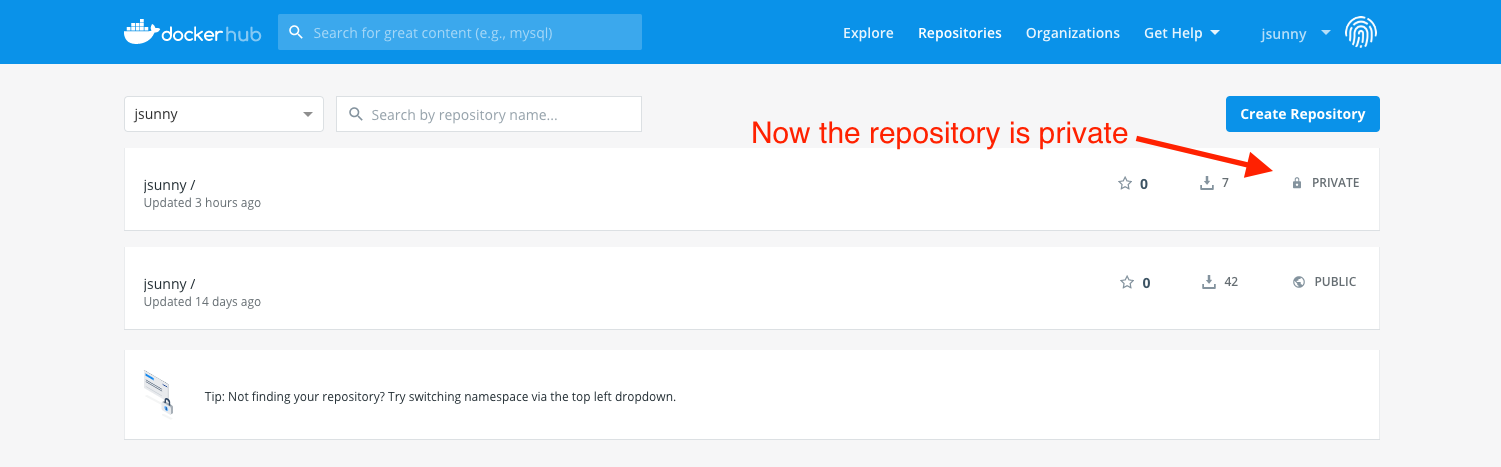 dockerhub Search for great content (e.g., mysql) Explore Repositories Organizations Get Help jsunny
jsunny Search by repository name... Create Repository
Now the repository is private
jsunny / 0 7 PRIVATE
Updated 3 hours ago
jsunny / 0 42 PUBLIC
Updated 14 days ago
Tip: Not finding your repository? Try switching namespace via the top left dropdown.